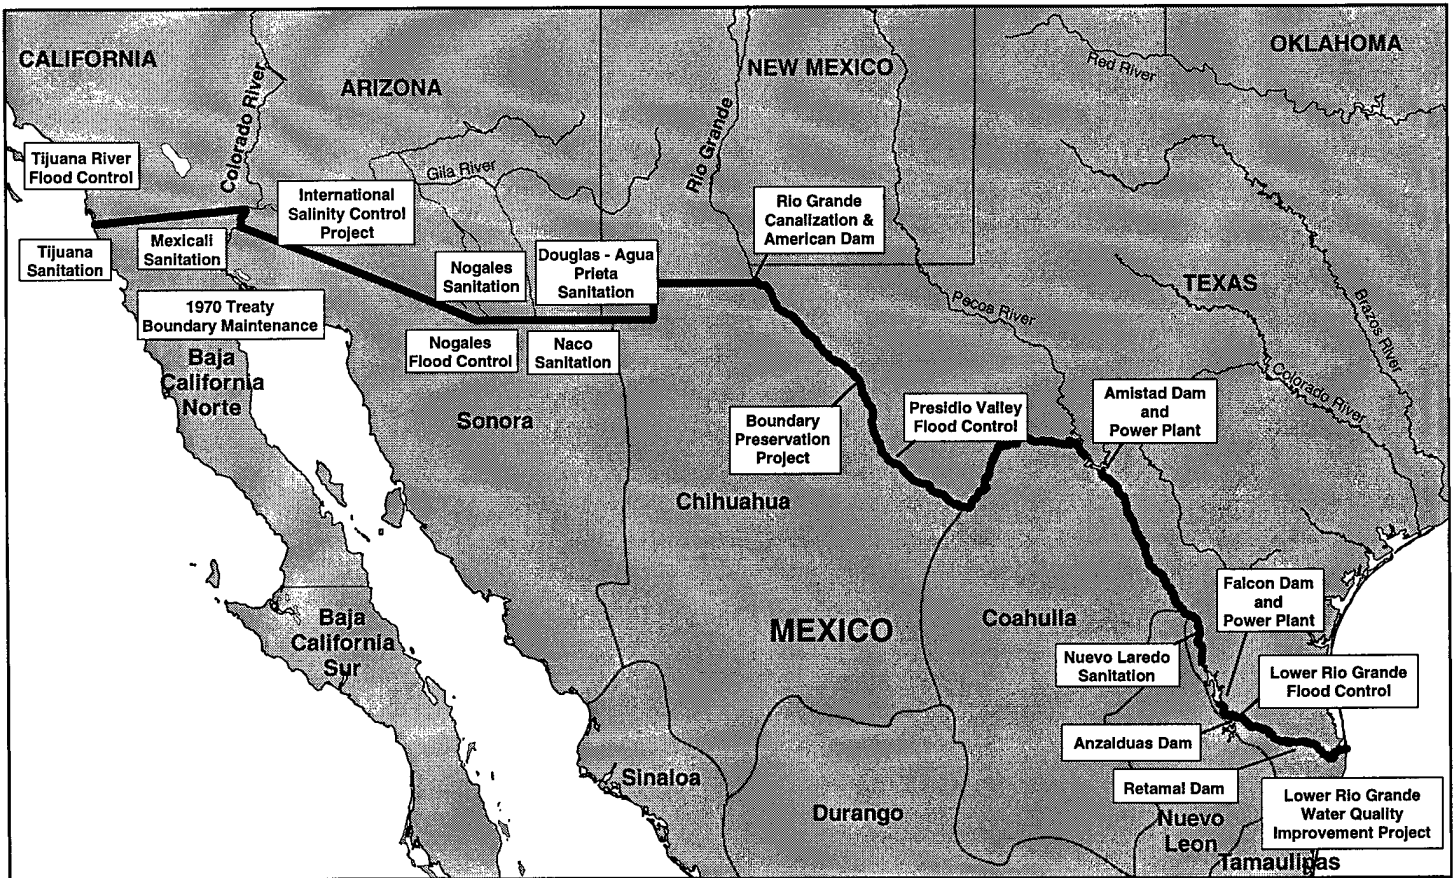 CALIFORNIA
ARIZONA
NEW MEXICO
OKLAHOMA
Red River
Colorado River
Rio Grande
Gila River
Tijuana River
Flood Control
International
Salinity Control
Project
Rio Grande
Canalization &
American Dam
Tijuana
Sanitation
Mexicali
Sanitation
Nogales
Sanitation
Douglas - Agua
Prieta
Sanitation
TEXAS
Pecos River
Brazos River
Colorado River
1970 Treaty
Boundary Maintenance
Nogales
Flood Control
Naco
Sanitation
Baja
California
Norte
Sonora
Boundary
Preservation
Project
Presidio Valley
Flood Control
Amistad Dam
and
Power Plant
Chihuahua
MEXICO
Coahulla
Falcon Dam
and
Power Plant
Baja
California
Sur
Nuevo Laredo
Sanitation
Lower Rio Grande
Flood Control
Anzalduas Dam
Retamal Dam
Sinaloa
Durango
Lower Rio Grande
Water Quality
Improvement Project
Nuevo
Leon
Tamaulipas